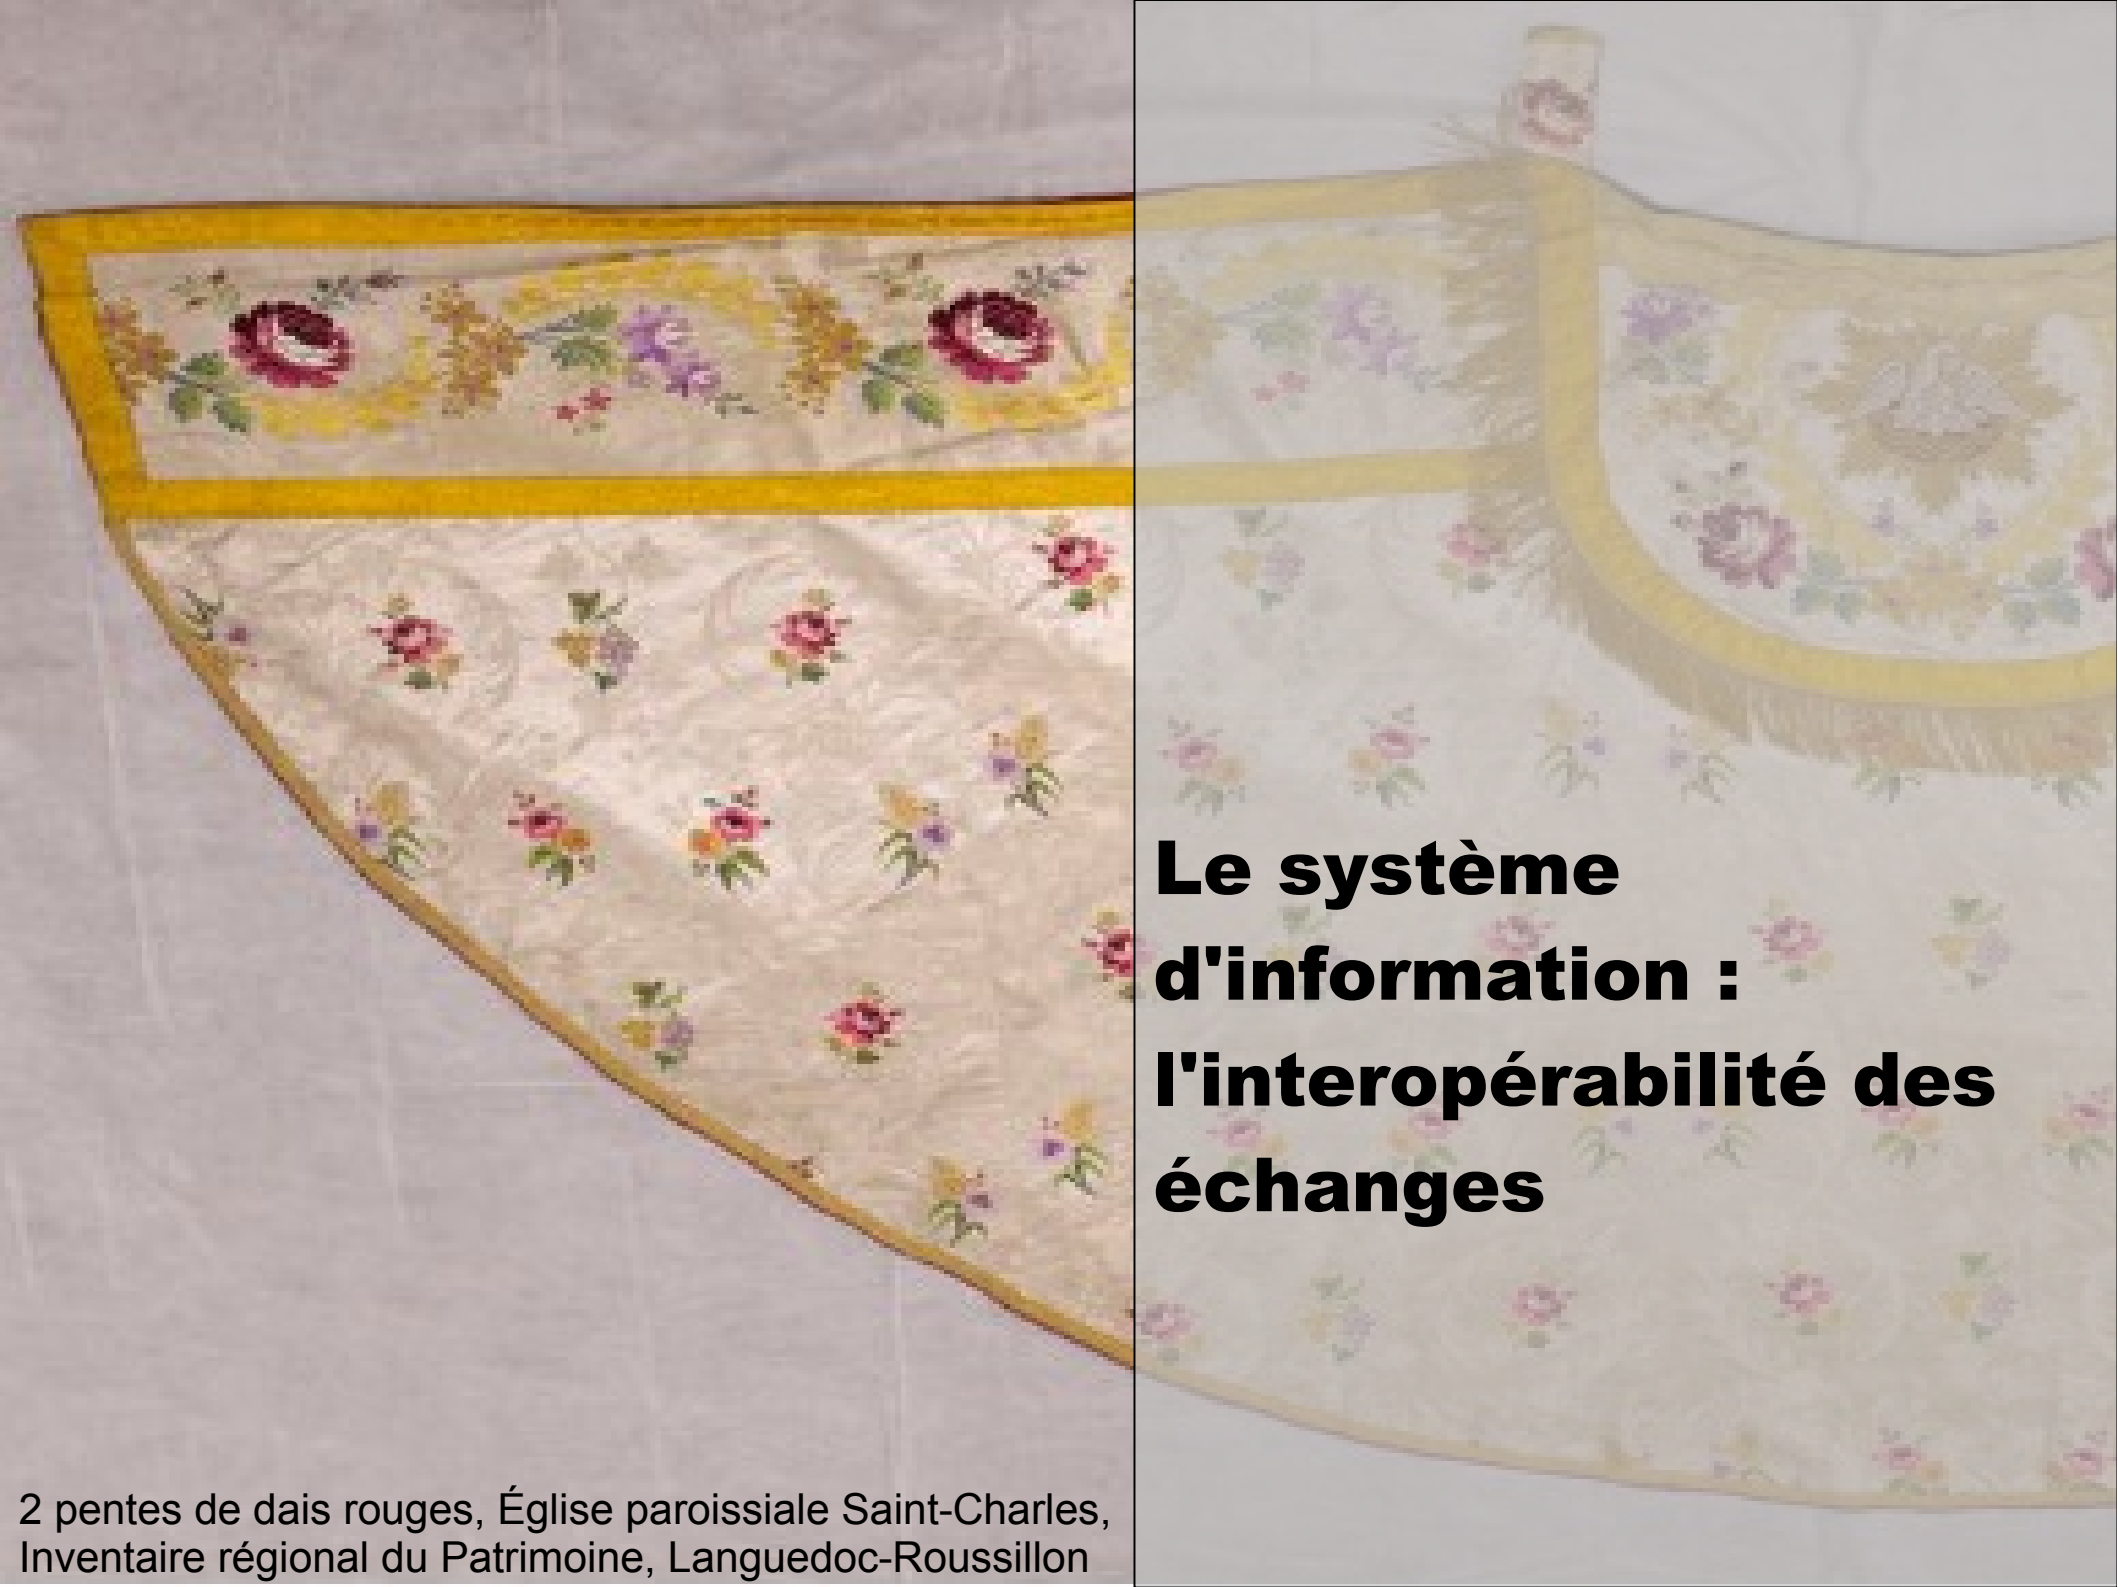 Le système
d'information :
l'interopérabilité des
échanges
2 pentes de dais rouges, Église paroissiale Saint-Charles,
Inventaire régional du Patrimoine, Languedoc-Roussillon